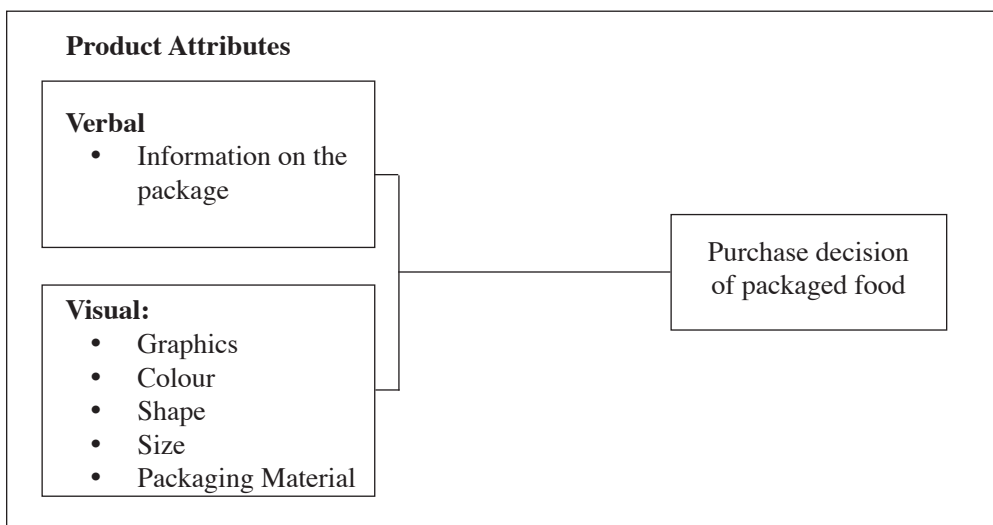 Product Attributes
Verbal
• Information on the
package
Visual:
• Graphics
• Colour
• Shape
• Size
• Packaging Material
Purchase decision
of packaged food